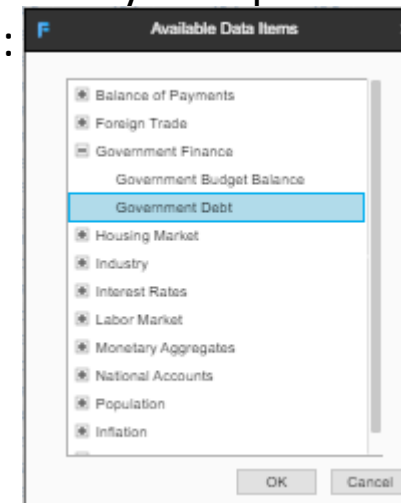 F Available Data Items
Balance of Payments
Foreign Trade
Government Finance
Government Budget Balance
Government Debt
Housing Market
Industry
Interest Rates
Labor Market
Monetary Aggregates
National Accounts
Population
Inflation
OK Cancel